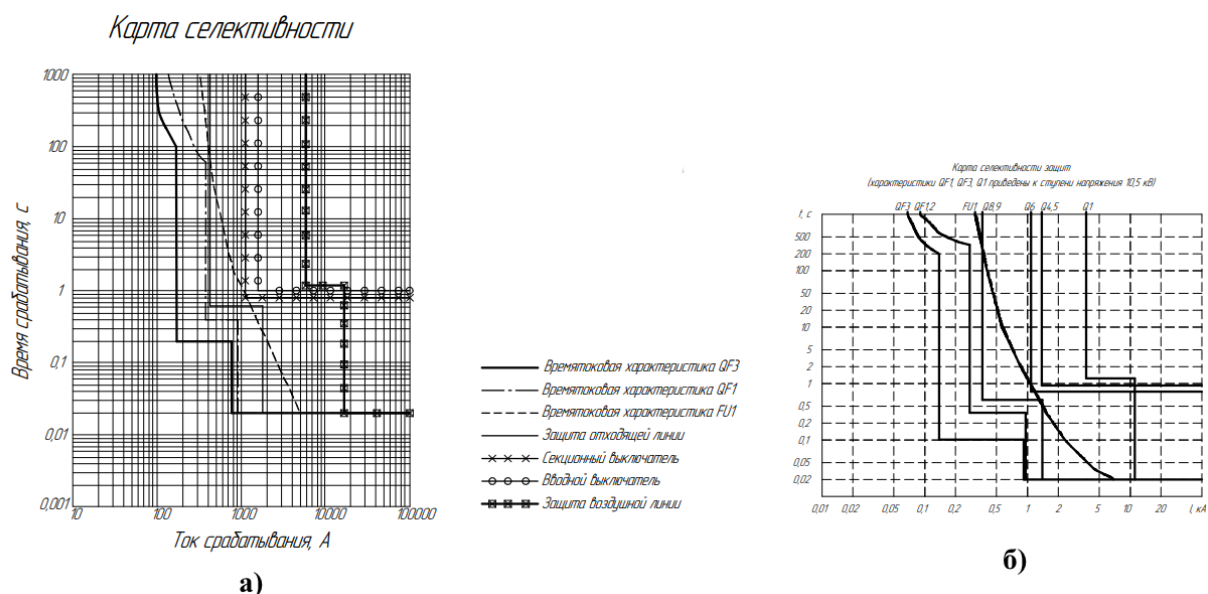 Карта селективности
1000
100
10
1
0,1
0,01
0,001
Время срабатывания, с
10 100 1000 10000 100000
Ток срабатывания, А
а)
Времятоковая характеристика QF3
Времятоковая характеристика QF1
Времятоковая характеристика FU1
Защита отходящей линии
Секционный выключатель
Вводной выключатель
Защита воздушной линии
Карта селективности защит
(характеристики QF1, QF3, Q1 приведены к ступени напряжения 10,5 кВ)
t, c QF3 QF1,2 FU1 Q8,9 Q6 Q4,5 Q1
500
200
100
50
20
10
5
2
1
0,5
0,2
0,1
0,05
0,02
0,01 0,02 0,05 0,1 0,2 0,5 1 2 5 10 20 I, кА
б)